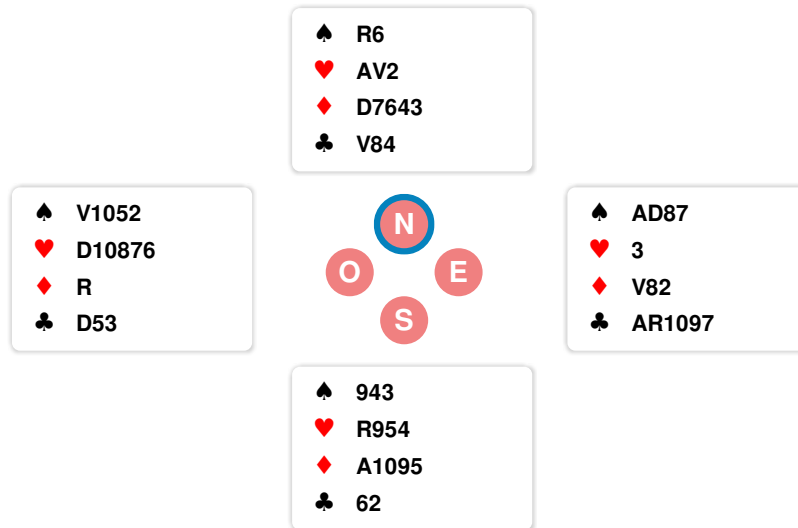 ♠ R6
♥ AV2
♦ D7643
♣ V84
♠ V1052
♥ D10876
♦ R
♣ D53
N
O
E
S
♠ AD87
♥ 3
♦ V82
♣ AR1097
♠ 943
♥ R954
♦ A1095
♣ 62